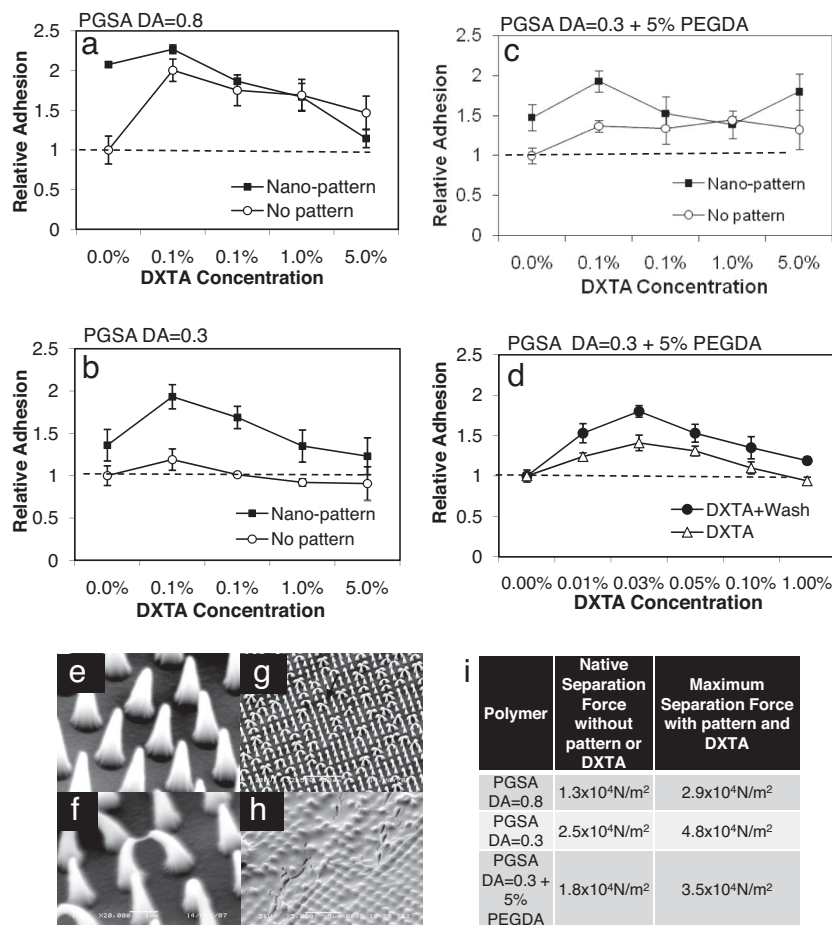 PGSA DA=0.8
a
2.5
2
1.5
1
0.5
0
Relative Adhesion
Nano-pattern
No pattern
0.0% 0.1% 0.1% 1.0% 5.0%
DXTA Concentration
PGSA DA=0.3 + 5% PEGDA
c
2.5
2
1.5
1
0.5
0
Relative Adhesion
Nano-pattern
No pattern
0.0% 0.1% 0.1% 1.0% 5.0%
DXTA Concentration
PGSA DA=0.3
b
2.5
2
1.5
1
0.5
0
Relative Adhesion
Nano-pattern
No pattern
0.0% 0.1% 0.1% 1.0% 5.0%
DXTA Concentration
PGSA DA=0.3 + 5% PEGDA
d
2.5
2
1.5
1
0.5
0
Relative Adhesion
DXTA+Wash
DXTA
0.00% 0.01% 0.03% 0.05% 0.10% 1.00%
DXTA Concentration
e
g
f
X20,000
h
i
Polymer
Native
Separation
Force
without
pattern or
DXTA
Maximum
Separation Force
with pattern and
DXTA
PGSA
DA=0.8
1.3x10⁴N/m²
2.9x10⁴N/m²
PGSA
DA=0.3
2.5x10⁴N/m²
4.8x10⁴N/m²
PGSA
DA=0.3 +
5%
PEGDA
1.8x10⁴N/m²
3.5x10⁴N/m²